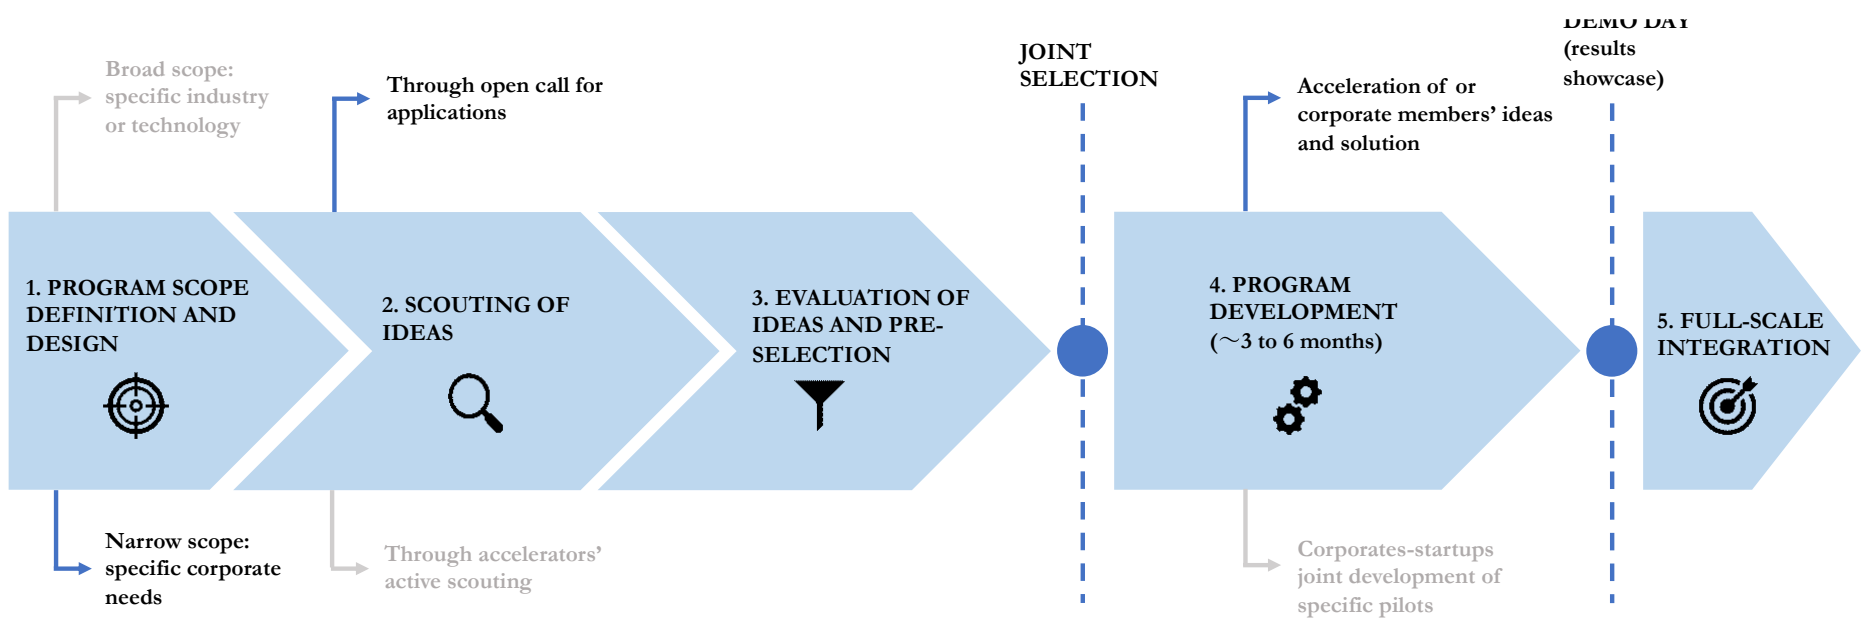 Broad scope:
specific industry
or technology
Through open call for
applications
JOINT
SELECTION
Acceleration of or
corporate members' ideas
and solution
DEMO DAY
(results
showcase)
1. PROGRAM SCOPE
DEFINITION AND
DESIGN
2. SCOUTING OF
IDEAS
3. EVALUATION OF
IDEAS AND PRE-
SELECTION
4. PROGRAM
DEVELOPMENT
(~3 to 6 months)
5. FULL-SCALE
INTEGRATION
Narrow scope:
specific corporate
needs
Through accelerators'
active scouting
Corporates-startups
joint development of
specific pilots